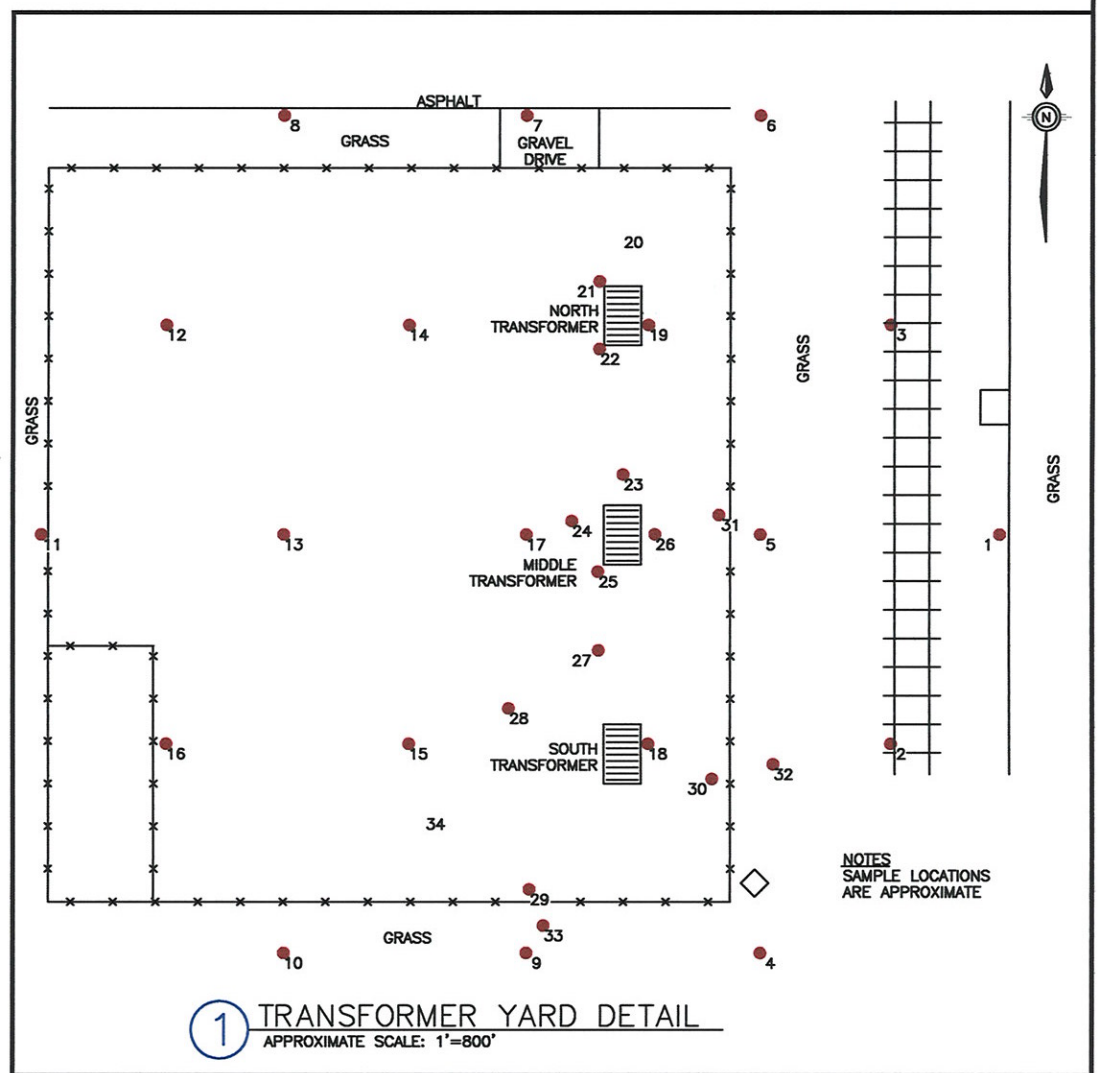 ASPHALT
8
7
6
GRASS
GRAVEL
DRIVE
N
20
21
NORTH
TRANSFORMER
12
14
19
3
22
GRASS
GRASS
GRASS
23
24
31
11
13
17
26
5
1
MIDDLE
TRANSFORMER
25
27
28
16
15
SOUTH
TRANSFORMER
18
2
32
30
34
NOTES
SAMPLE LOCATIONS
ARE APPROXIMATE
29
33
GRASS
10
9
4
1
TRANSFORMER YARD DETAIL
APPROXIMATE SCALE: 1'=800'